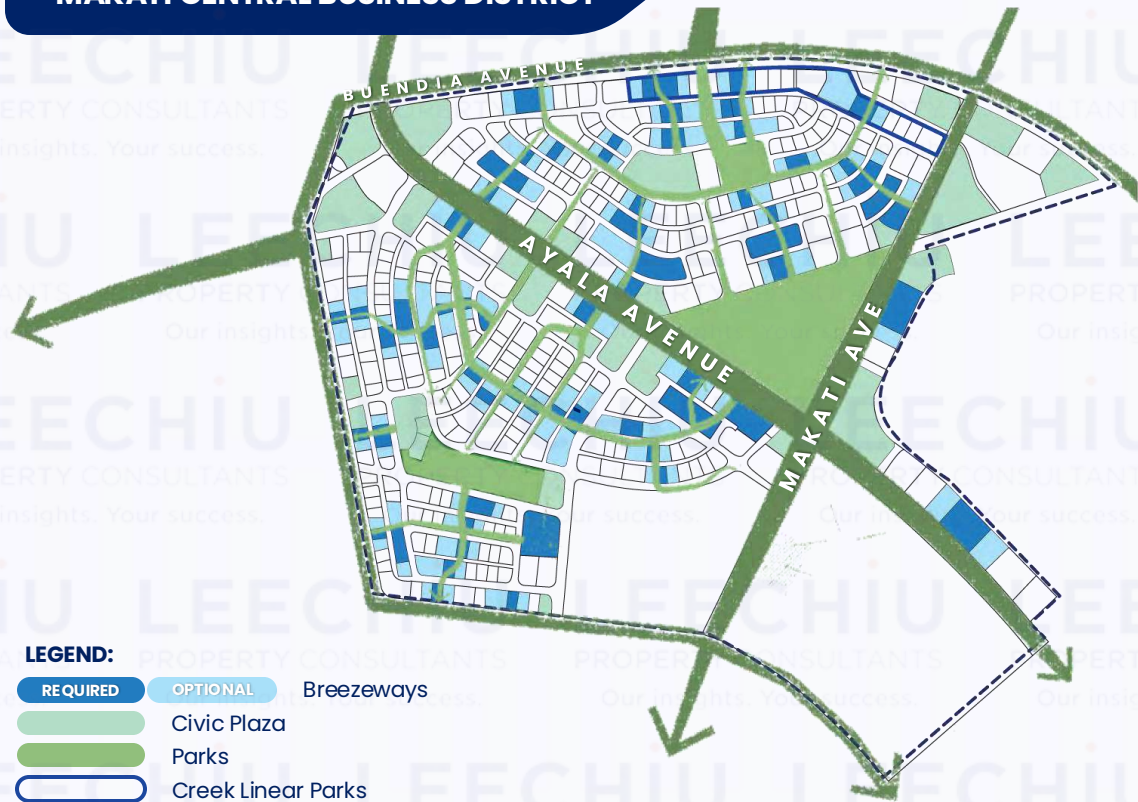 MAKATI CENTRAL BUSINESS DISTRICT
BUENDIA AVENUE
AYALA AVENUE
MAKATI AVE
LEGEND:
REQUIRED OPTIONAL Breezeways
Civic Plaza
Parks
Creek Linear Parks
LEECHIU
PROPERTY CONSULTANTS
Our insights. Your success.